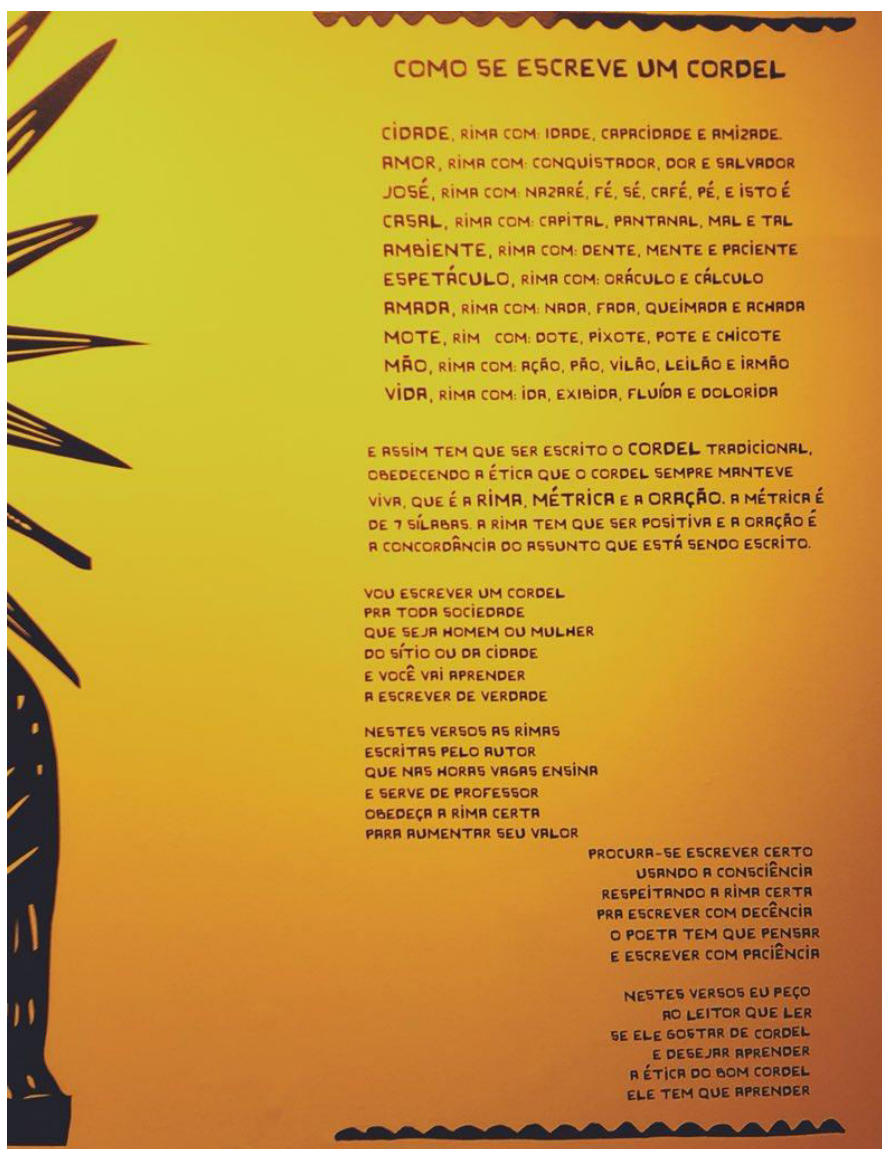 COMO SE ESCREVE UM CORDEL
CIDADE, RIMA COM: IDADE, CAPACIDADE E AMIZADE.
AMOR, RIMA COM: CONQUISTADOR, DOR E SALVADOR
JOSÉ, RIMA COM: NAZARÉ, FÉ, SÉ, CAFÉ, PÉ, E ISTO É
CASAL, RIMA COM: CAPITAL, PANTANAL, MAL E TAL
AMBIENTE, RIMA COM: DENTE, MENTE E PACIENTE
ESPETÁCULO, RIMA COM: ORÁCULO E CÁLCULO
AMADA, RIMA COM: NADA, FADA, QUEIMADA E ACHADA
MOTE, RIM COM: DOTE, PIXOTE, POTE E CHICOTE
MÃO, RIMA COM: AÇÃO, PÃO, VILÃO, LEILÃO E IRMÃO
VIDA, RIMA COM: IDA, EXIBIDA, FLUÍDA E DOLORIDA
E ASSIM TEM QUE SER ESCRITO O CORDEL TRADICIONAL,
OBEDECENDO A ÉTICA QUE O CORDEL SEMPRE MANTEVE
VIVA, QUE É A RIMA, MÉTRICA E A ORAÇÃO. A MÉTRICA É
DE 7 SÍLABAS. A RIMA TEM QUE SER POSITIVA E A ORAÇÃO É
A CONCORDÂNCIA DO ASSUNTO QUE ESTÁ SENDO ESCRITO.
VOU ESCREVER UM CORDEL
PRA TODA SOCIEDADE
QUE SEJA HOMEM OU MULHER
DO SÍTIO OU DA CIDADE
E VOCÊ VAI APRENDER
A ESCREVER DE VERDADE
NESTES VERSOS AS RIMAS
ESCRITAS PELO AUTOR
QUE NAS HORAS VAGAS ENSINA
E SERVE DE PROFESSOR
OBEDEÇA A RIMA CERTA
PARA AUMENTAR SEU VALOR
PROCURA-SE ESCREVER CERTO
USANDO A CONSCIÊNCIA
RESPEITANDO A RIMA CERTA
PRA ESCREVER COM DECÊNCIA
O POETA TEM QUE PENSAR
E ESCREVER COM PACIÊNCIA
NESTES VERSOS EU PEÇO
AO LEITOR QUE LER
SE ELE GOSTAR DE CORDEL
E DESEJAR APRENDER
A ÉTICA DO BOM CORDEL
ELE TEM QUE APRENDER